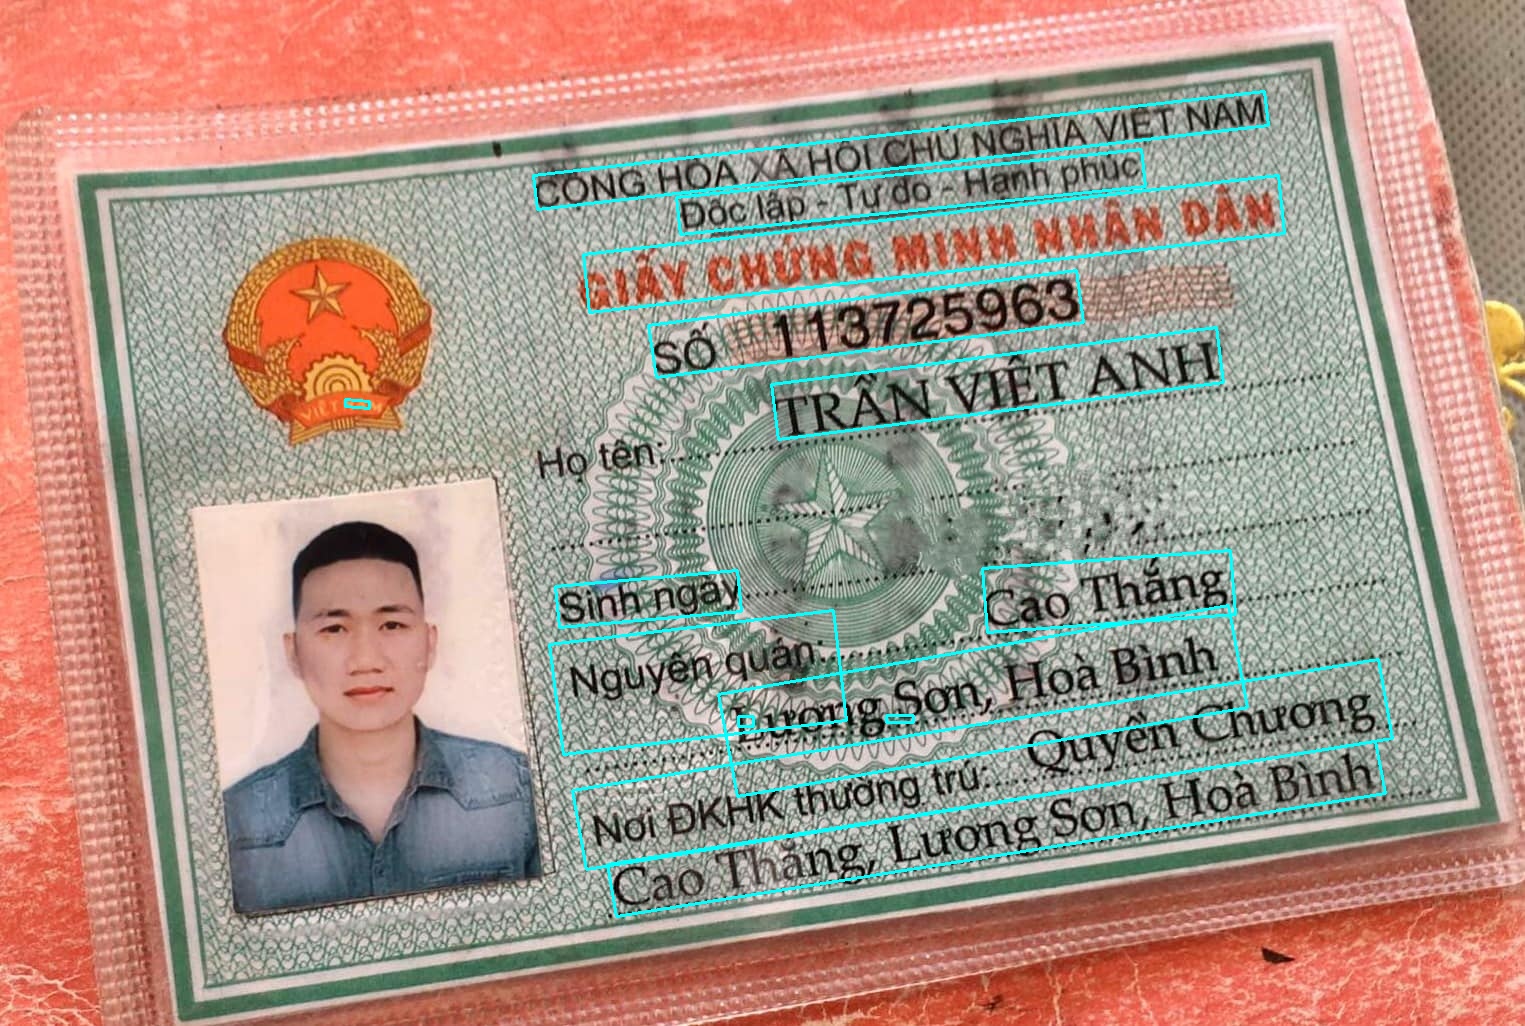 CỘNG HÒA XÃ HỘI CHỦ NGHĨA VIỆT NAM
Độc lập - Tự do - Hạnh phúc
GIẤY CHỨNG MINH NHÂN DÂN
SỐ 113725963
VIỆT NAM
Họ tên: TRẦN VIỆT ANH
Sinh ngày
Nguyên quán Cao Thắng
Lương Sơn, Hoà Bình
Nơi ĐKHK thường trú: Quyền Chương
Cao Thắng, Lương Sơn, Hoà Bình